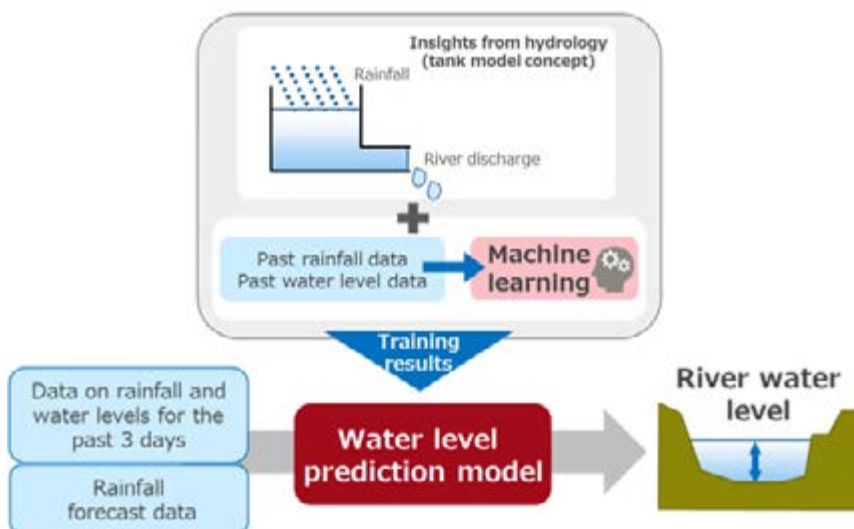 Insights from hydrology
(tank model concept)
Rainfall
River discharge
Past rainfall data
Past water level data
Machine
learning
Training
results
Data on rainfall and
water levels for the
past 3 days
Rainfall
forecast data
Water level
prediction model
River water
level